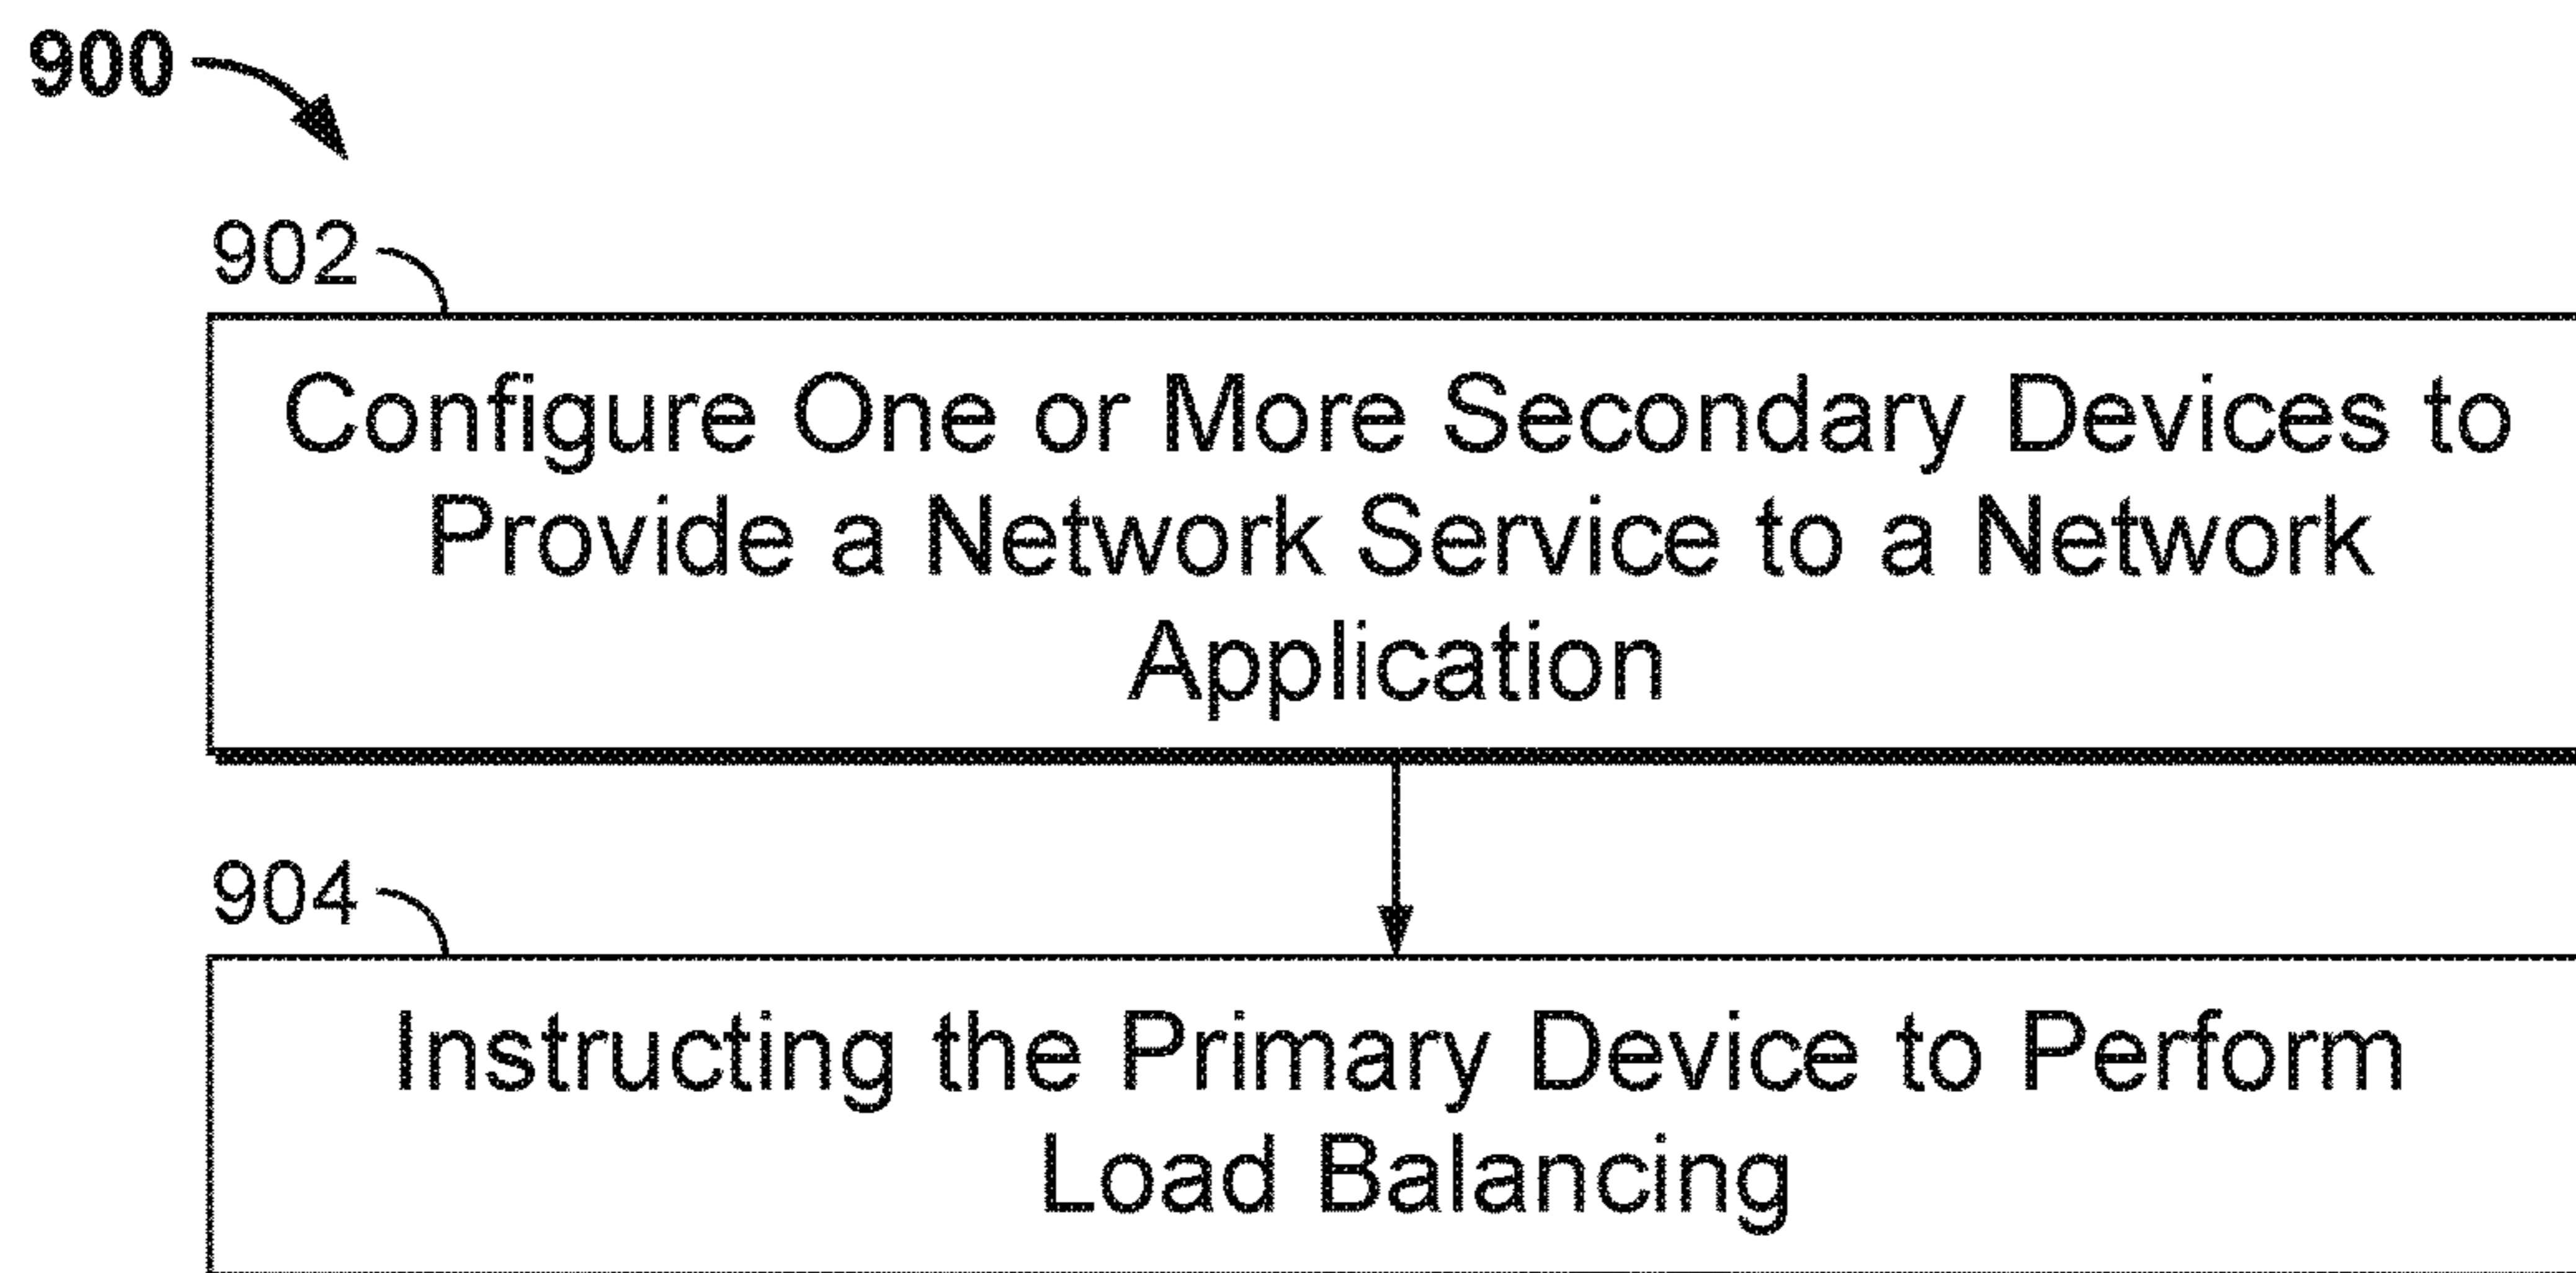 900
902
Configure One or More Secondary Devices to
Provide a Network Service to a Network
Application
904
Instructing the Primary Device to Perform
Load Balancing